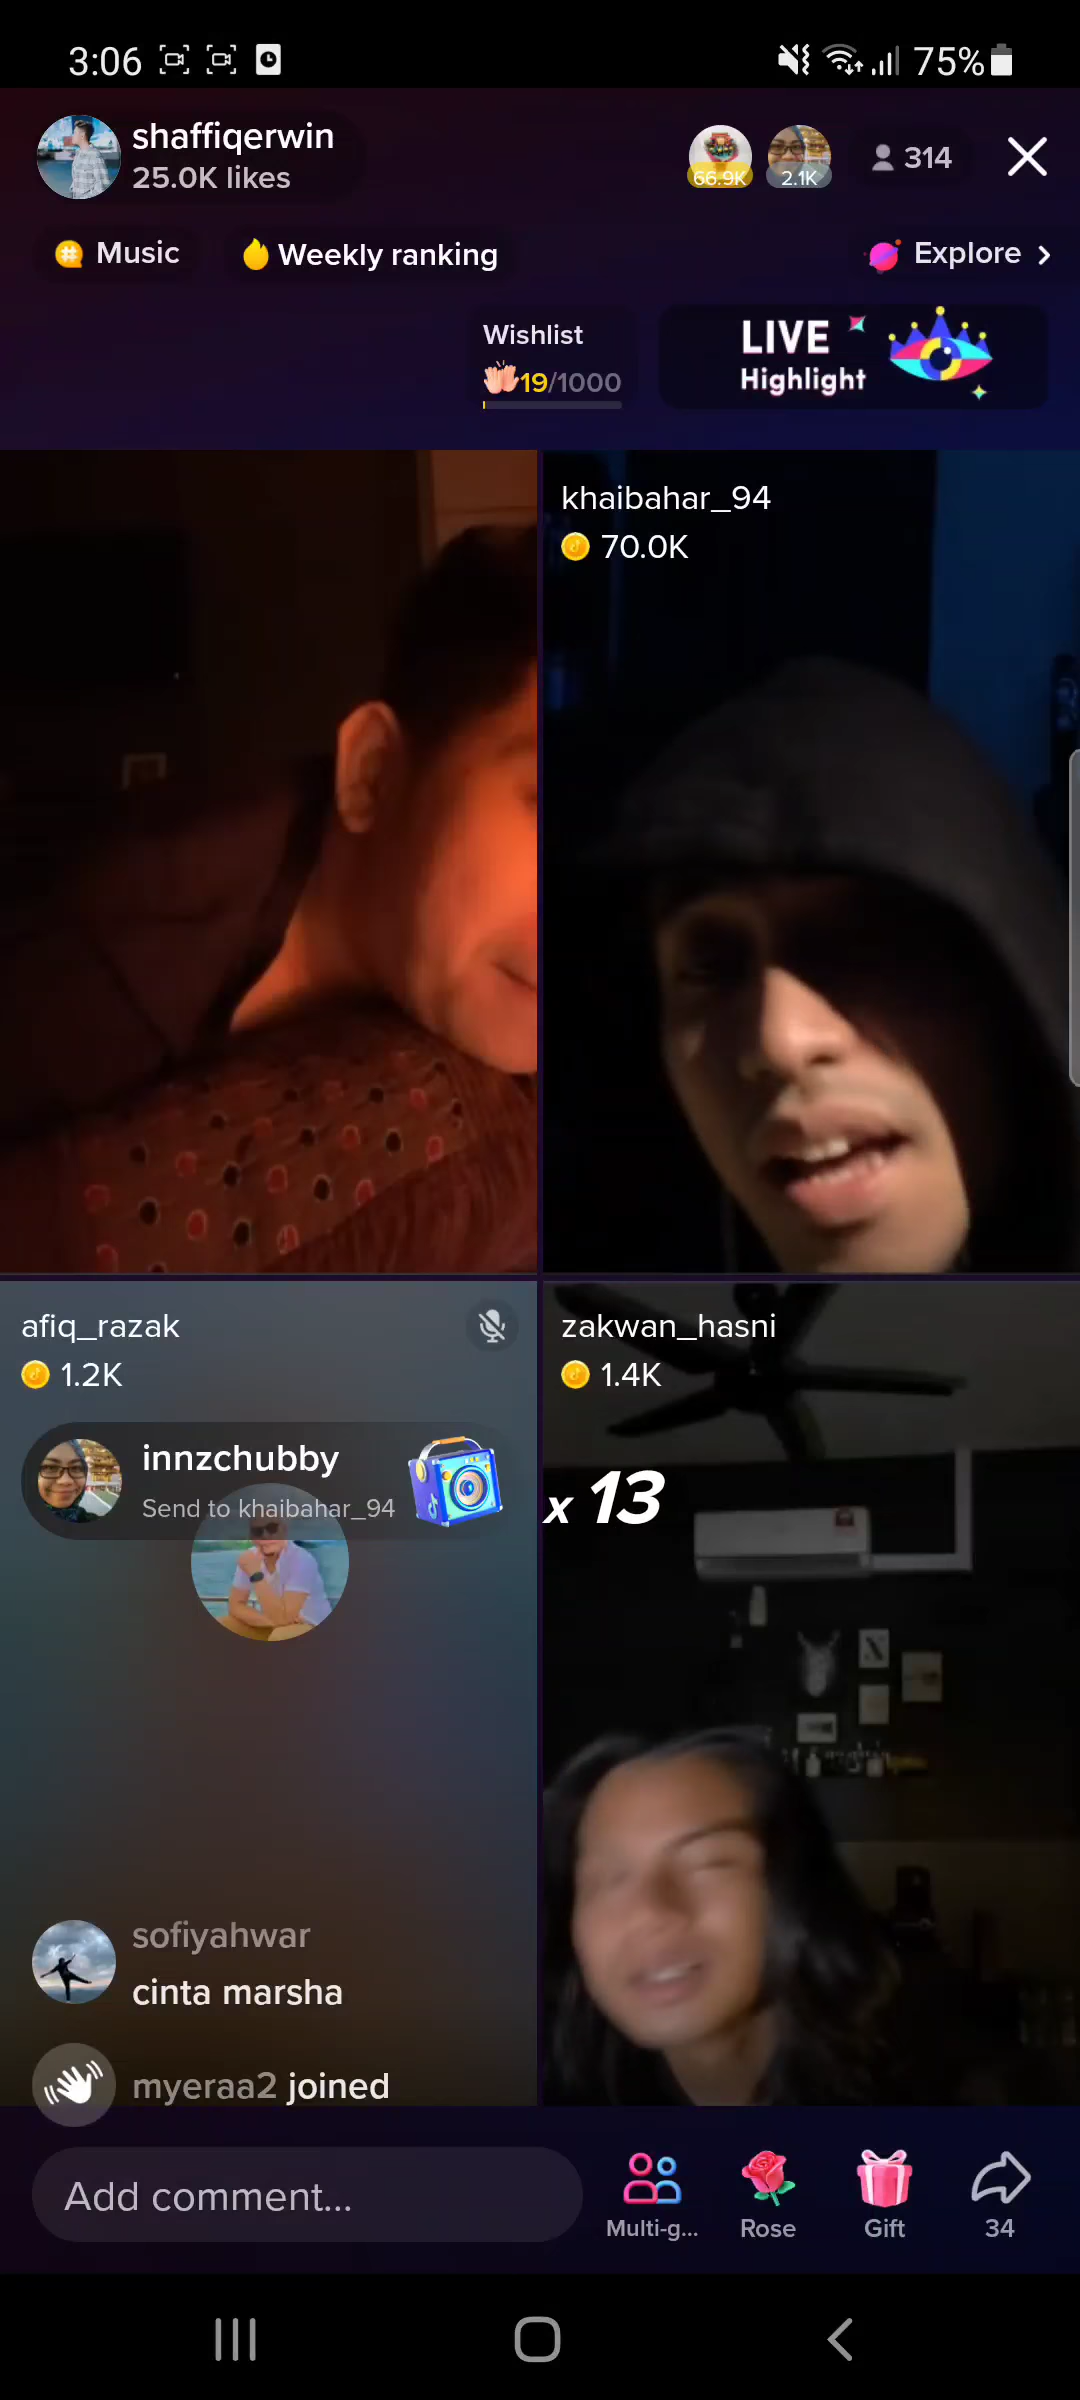 3:06
75%
shaffiqerwin
25.0K likes
66.9K
2.1K
314
Music
Weekly ranking
Explore
Wishlist
19/1000
LIVE
Highlight
khaibahar_94
70.0K
afiq_razak
1.2K
zakwan_hasni
1.4K
innzchubby
Send to khaibahar_94
x 13
sofiyahwar
cinta marsha
myeraa2 joined
Add comment...
Multi-g...
Rose
Gift
34